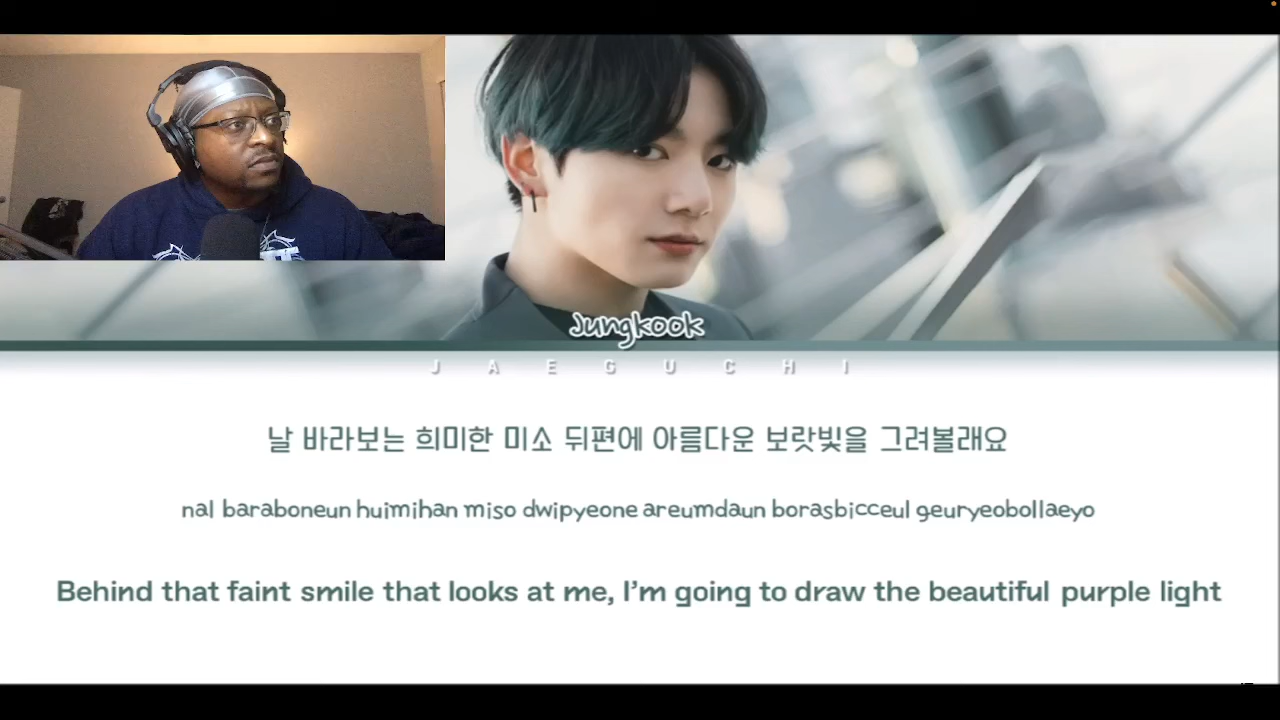 Jungkook
J A E G U C H I
날 바라보는 희미한 미소 뒤편에 아름다운 보랏빛을 그려볼래요
nal baraboneun huimihan miso dwipyeone areumdaun borasbicceul geuryeobollaeyo
Behind that faint smile that looks at me, I'm going to draw the beautiful purple light